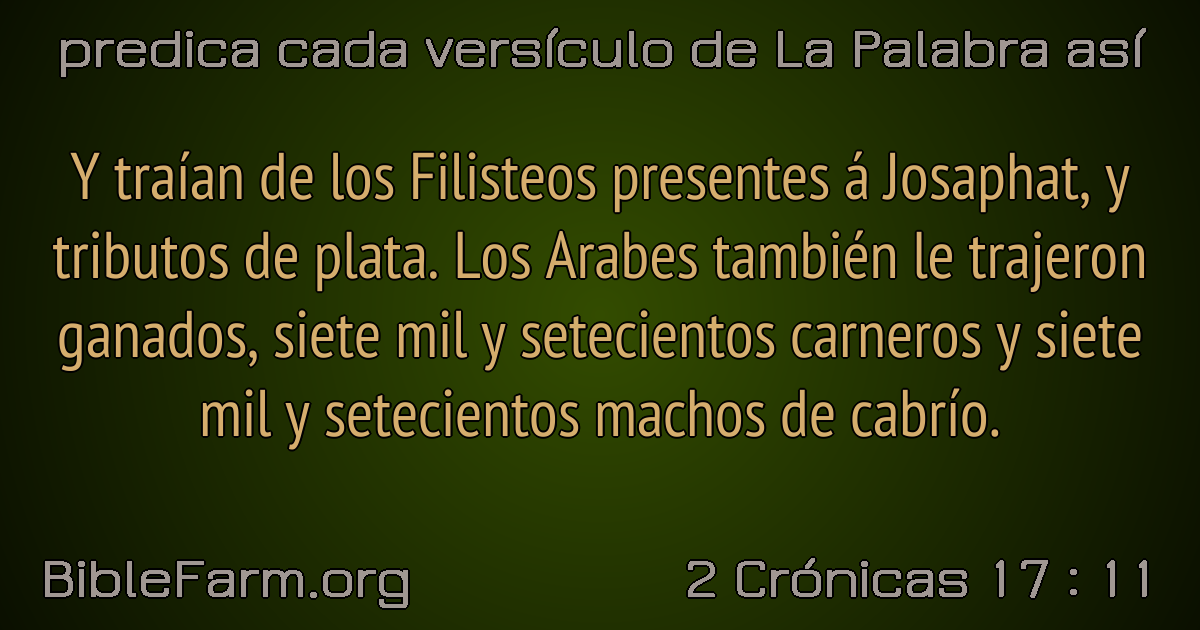 predica cada versículo de La Palabra así
Y traían de los Filisteos presentes á Josaphat, y
tributos de plata. Los Arabes también le trajeron
ganados, siete mil y setecientos carneros y siete
mil y setecientos machos de cabrío.
BibleFarm.org
2 Crónicas 17 : 11